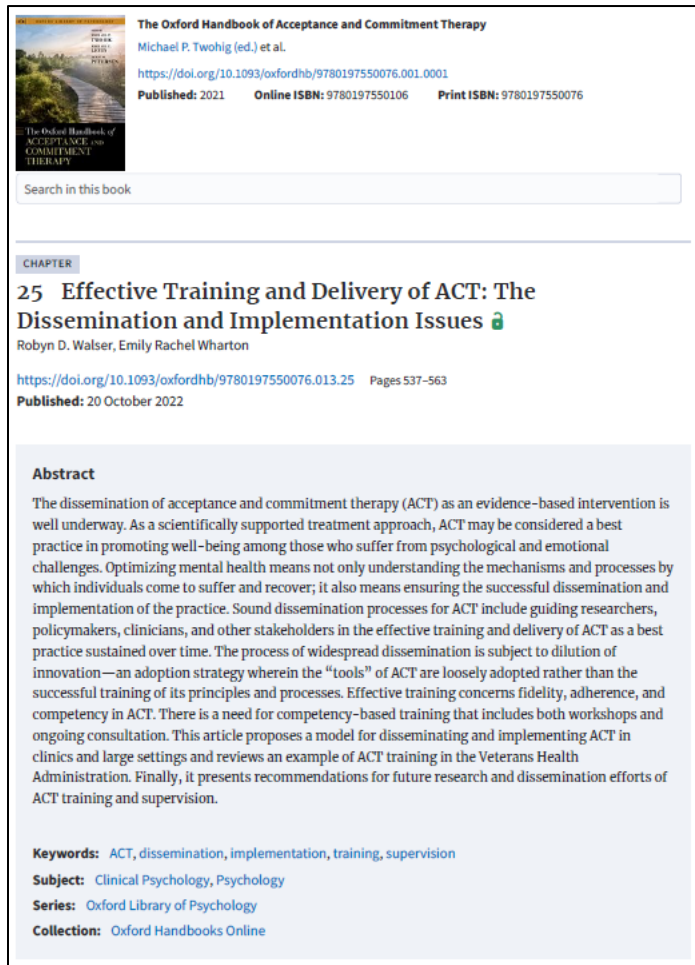 The Oxford Handbook of Acceptance and Commitment Therapy
Michael P. Twohig (ed.) et al.
https://doi.org/10.1093/oxfordhb/9780197550076.001.0001
Published: 2021 Online ISBN: 9780197550106 Print ISBN: 9780197550076
The Oxford Handbook of
ACCEPTANCE AND
COMMITMENT
THERAPY
Search in this book
CHAPTER
25 Effective Training and Delivery of ACT: The
Dissemination and Implementation Issues
Robyn D. Walser, Emily Rachel Wharton
https://doi.org/10.1093/oxfordhb/9780197550076.013.25 Pages 537–563
Published: 20 October 2022
Abstract
The dissemination of acceptance and commitment therapy (ACT) as an evidence-based intervention is
well underway. As a scientifically supported treatment approach, ACT may be considered a best
practice in promoting well-being among those who suffer from psychological and emotional
challenges. Optimizing mental health means not only understanding the mechanisms and processes by
which individuals come to suffer and recover; it also means ensuring the successful dissemination and
implementation of the practice. Sound dissemination processes for ACT include guiding researchers,
policymakers, clinicians, and other stakeholders in the effective training and delivery of ACT as a best
practice sustained over time. The process of widespread dissemination is subject to dilution of
innovation—an adoption strategy wherein the “tools” of ACT are loosely adopted rather than the
successful training of its principles and processes. Effective training concerns fidelity, adherence, and
competency in ACT. There is a need for competency-based training that includes both workshops and
ongoing consultation. This article proposes a model for disseminating and implementing ACT in
clinics and large settings and reviews an example of ACT training in the Veterans Health
Administration. Finally, it presents recommendations for future research and dissemination efforts of
ACT training and supervision.
Keywords: ACT, dissemination, implementation, training, supervision
Subject: Clinical Psychology, Psychology
Series: Oxford Library of Psychology
Collection: Oxford Handbooks Online